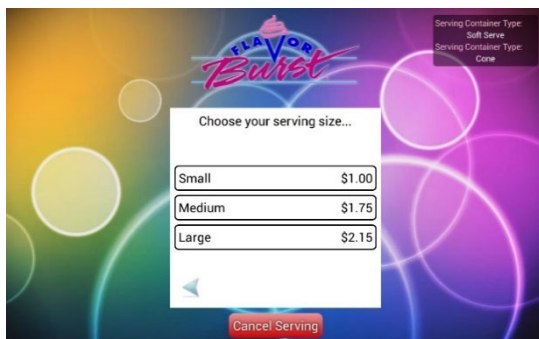 FLAVOR
Burst
Serving Container Type:
Soft Serve
Serving Container Type:
Cone
Choose your serving size...
Small $1.00
Medium $1.75
Large $2.15
Cancel Serving